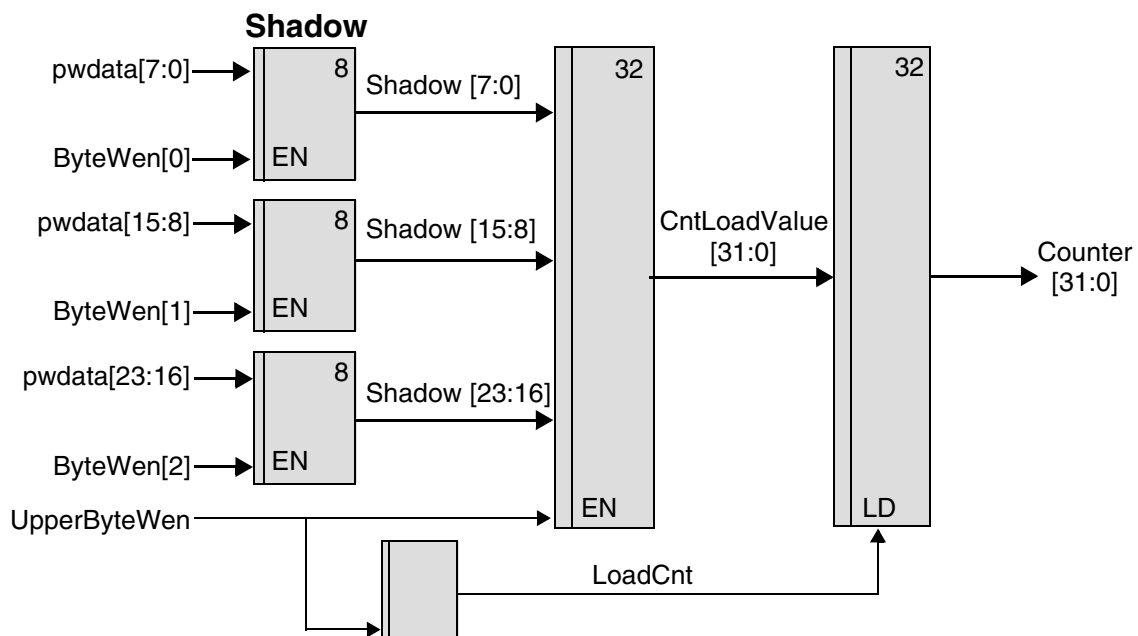 Shadow
pwdata[7:0]
8
Shadow [7:0]
32
32
ByteWen[0]
EN
pwdata[15:8]
8
Shadow [15:8]
CntLoadValue
[31:0]
Counter
[31:0]
ByteWen[1]
EN
pwdata[23:16]
8
Shadow [23:16]
ByteWen[2]
EN
UpperByteWen
EN
LD
LoadCnt